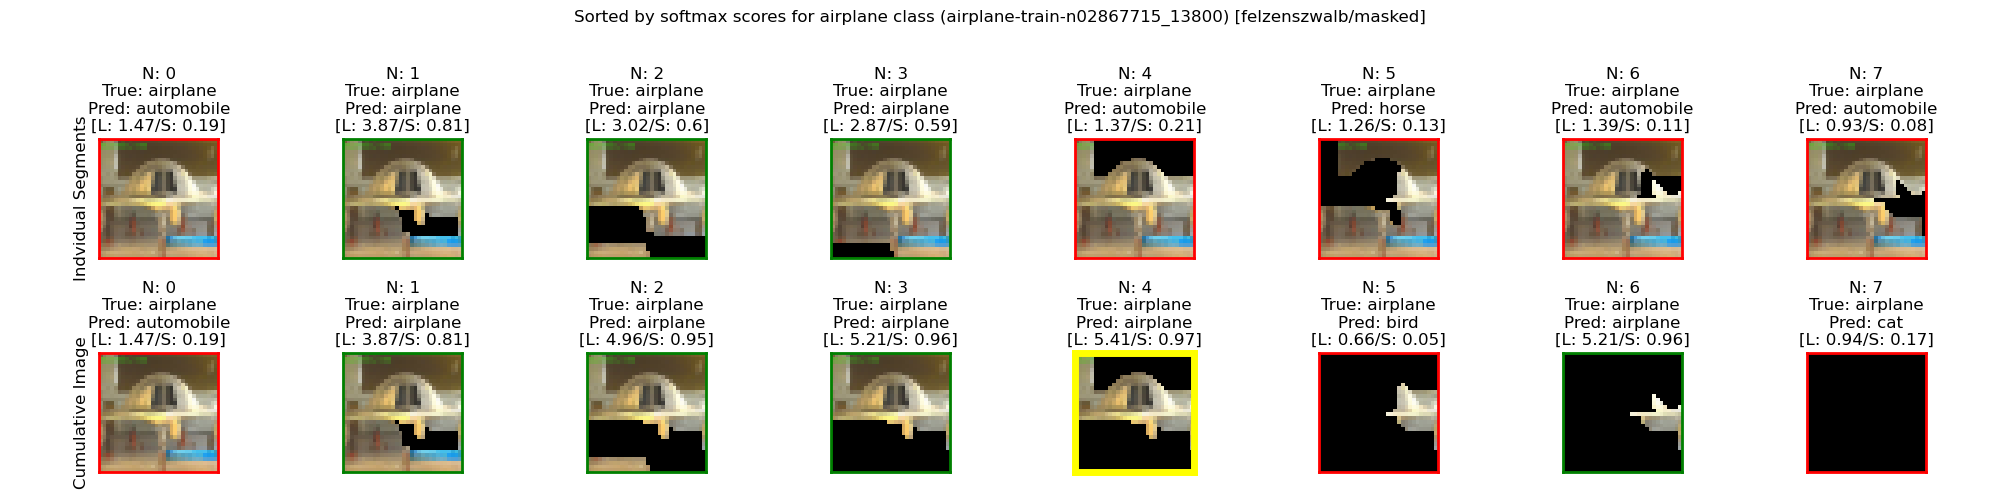 Sorted by softmax scores for airplane class (airplane-train-n02867715_13800) [felzenszwalb/masked]
Individual Segments
N: 0
True: airplane
Pred: automobile
[L: 1.47/S: 0.19]
N: 1
True: airplane
Pred: airplane
[L: 3.87/S: 0.81]
N: 2
True: airplane
Pred: airplane
[L: 3.02/S: 0.6]
N: 3
True: airplane
Pred: airplane
[L: 2.87/S: 0.59]
N: 4
True: airplane
Pred: automobile
[L: 1.37/S: 0.21]
N: 5
True: airplane
Pred: horse
[L: 1.26/S: 0.13]
N: 6
True: airplane
Pred: automobile
[L: 1.39/S: 0.11]
N: 7
True: airplane
Pred: automobile
[L: 0.93/S: 0.08]
Cumulative Image
N: 0
True: airplane
Pred: automobile
[L: 1.47/S: 0.19]
N: 1
True: airplane
Pred: airplane
[L: 3.87/S: 0.81]
N: 2
True: airplane
Pred: airplane
[L: 4.96/S: 0.95]
N: 3
True: airplane
Pred: airplane
[L: 5.21/S: 0.96]
N: 4
True: airplane
Pred: airplane
[L: 5.41/S: 0.97]
N: 5
True: airplane
Pred: bird
[L: 0.66/S: 0.05]
N: 6
True: airplane
Pred: airplane
[L: 5.21/S: 0.96]
N: 7
True: airplane
Pred: cat
[L: 0.94/S: 0.17]